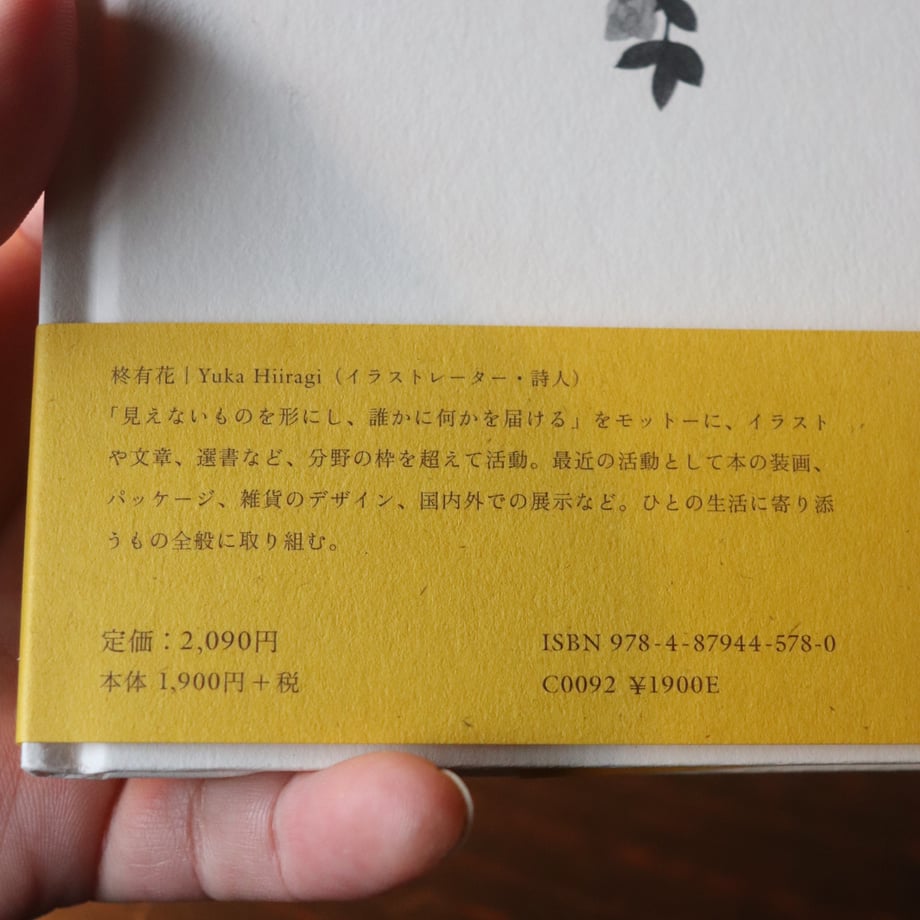 柊有花｜Yuka Hiiragi（イラストレーター・詩人）
「見えないものを形にし、誰かに何かを届ける」をモットーに、イラスト
や文章、選書など、分野の枠を超えて活動。最近の活動として本の装画、
パッケージ、雑貨のデザイン、国内外での展示など。ひとの生活に寄り添
うもの全般に取り組む。
定価：2,090円
本体 1,900円＋税
ISBN 978-4-87944-578-0
C0092 ¥1900E